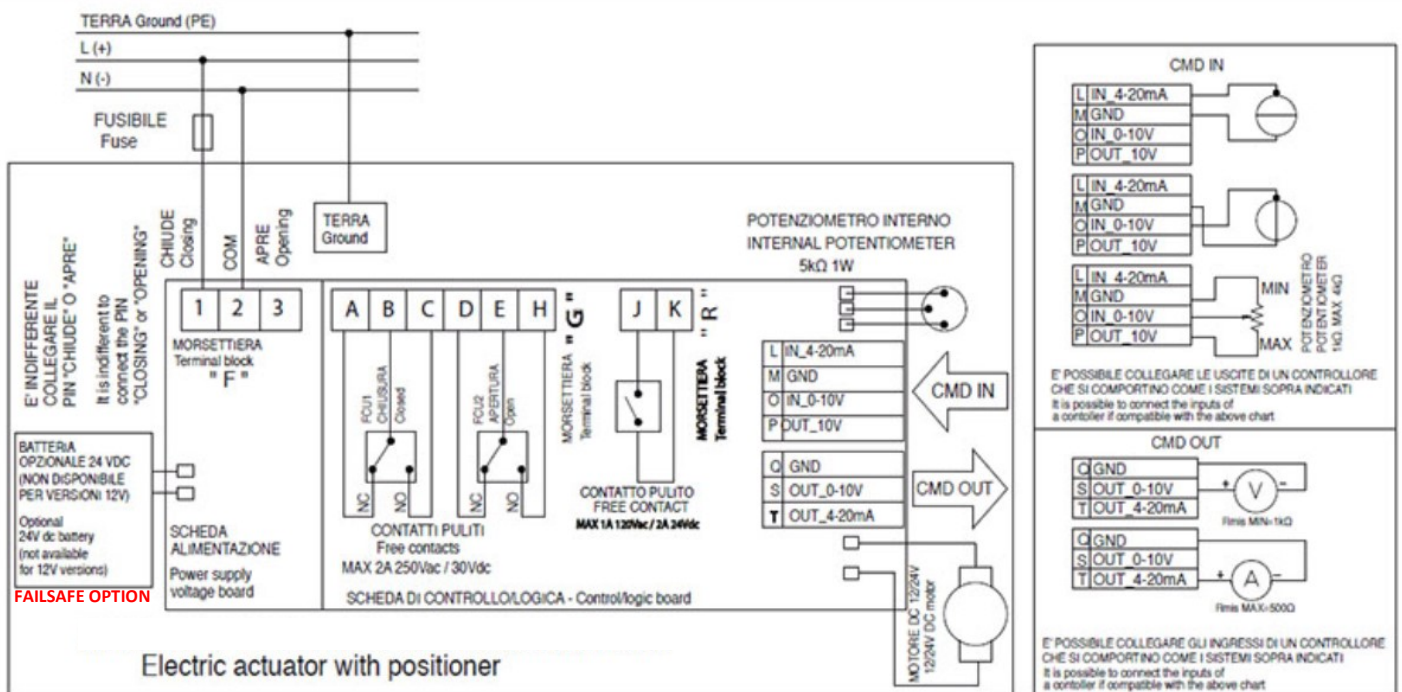 TERRA Ground (PE)
L (+)
N (-)
FUSIBILE
Fuse
E' INDIFFERENTE
COLLEGARE IL
PIN "CHIUDE" O "APRE"
It is indifferent to
connect the PIN
"CLOSING" or "OPENING"
CHIUDE
Closing
COM
APRE
Opening
TERRA
Ground
1 2 3
MORSETTIERA
Terminal block
" F "
A B C D E H
MORSETTIERA "G"
Terminal block
J K
MORSETTIERA " R "
Terminal block
FCU1
CHIUSURA
Closed
FCU2
APERTURA
Open
NC
NO
NC
NO
CONTATTI PULITI
Free contacts
MAX 2A 250Vac / 30Vdc
CONTATTO PULITO
FREE CONTACT
MAX 1A 120Vac / 2A 24Vdc
POTENZIOMETRO INTERNO
INTERNAL POTENTIOMETER
5kΩ 1W
L IN_4-20mA
M GND
O IN_0-10V
P OUT_10V
CMD IN
Q GND
S OUT_0-10V
T OUT_4-20mA
CMD OUT
MOTORE DC 12/24V
12/24V DC motor
BATTERIA
OPZIONALE 24 VDC
(NON DISPONIBILE
PER VERSIONI 12V)
Optional
24V dc battery
(not available
for 12V versions)
FAILSAFE OPTION
SCHEDA
ALIMENTAZIONE
Power supply
voltage board
SCHEDA DI CONTROLLO/LOGICA - Control/logic board
Electric actuator with positioner
CMD IN
L IN_4-20mA
M GND
O IN_0-10V
P OUT_10V
L IN_4-20mA
M GND
O IN_0-10V
P OUT_10V
L IN_4-20mA
M GND
O IN_0-10V
P OUT_10V
MIN
MAX
POTENZIOMETRO
POTENTIOMETER
1kΩ MAX 4kΩ
E' POSSIBILE COLLEGARE LE USCITE DI UN CONTROLLORE
CHE SI COMPORTINO COME I SISTEMI SOPRA INDICATI
It is possible to connect the inputs of
a contoller if compatible with the above chart
CMD OUT
Q GND
S OUT_0-10V
T OUT_4-20mA
+ V -
Rmis MIN=1kΩ
Q GND
S OUT_0-10V
T OUT_4-20mA
+ A -
Rmis MAX=500Ω
E' POSSIBILE COLLEGARE GLI INGRESSI DI UN CONTROLLORE
CHE SI COMPORTINO COME I SISTEMI SOPRA INDICATI
It is possible to connect the inputs of
a contoller if compatible with the above chart